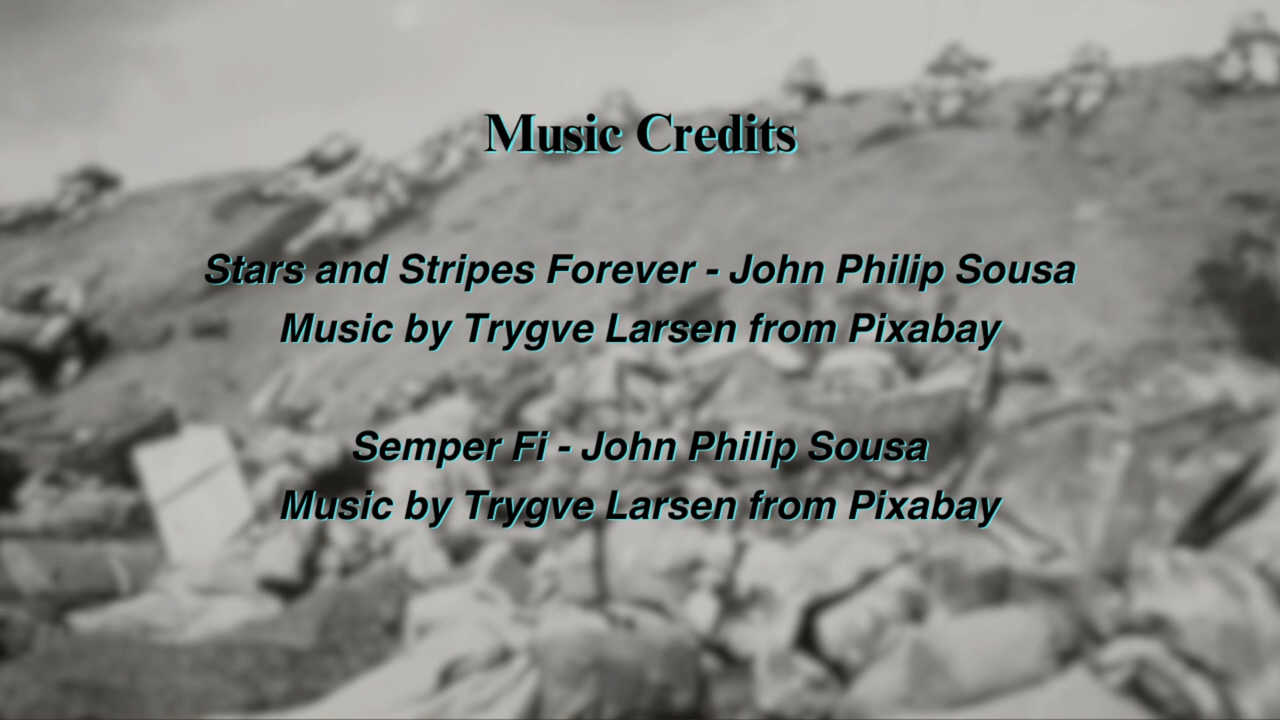 Music Credits
Stars and Stripes Forever - John Philip Sousa
Music by Trygve Larsen from Pixabay
Semper Fi - John Philip Sousa
Music by Trygve Larsen from Pixabay